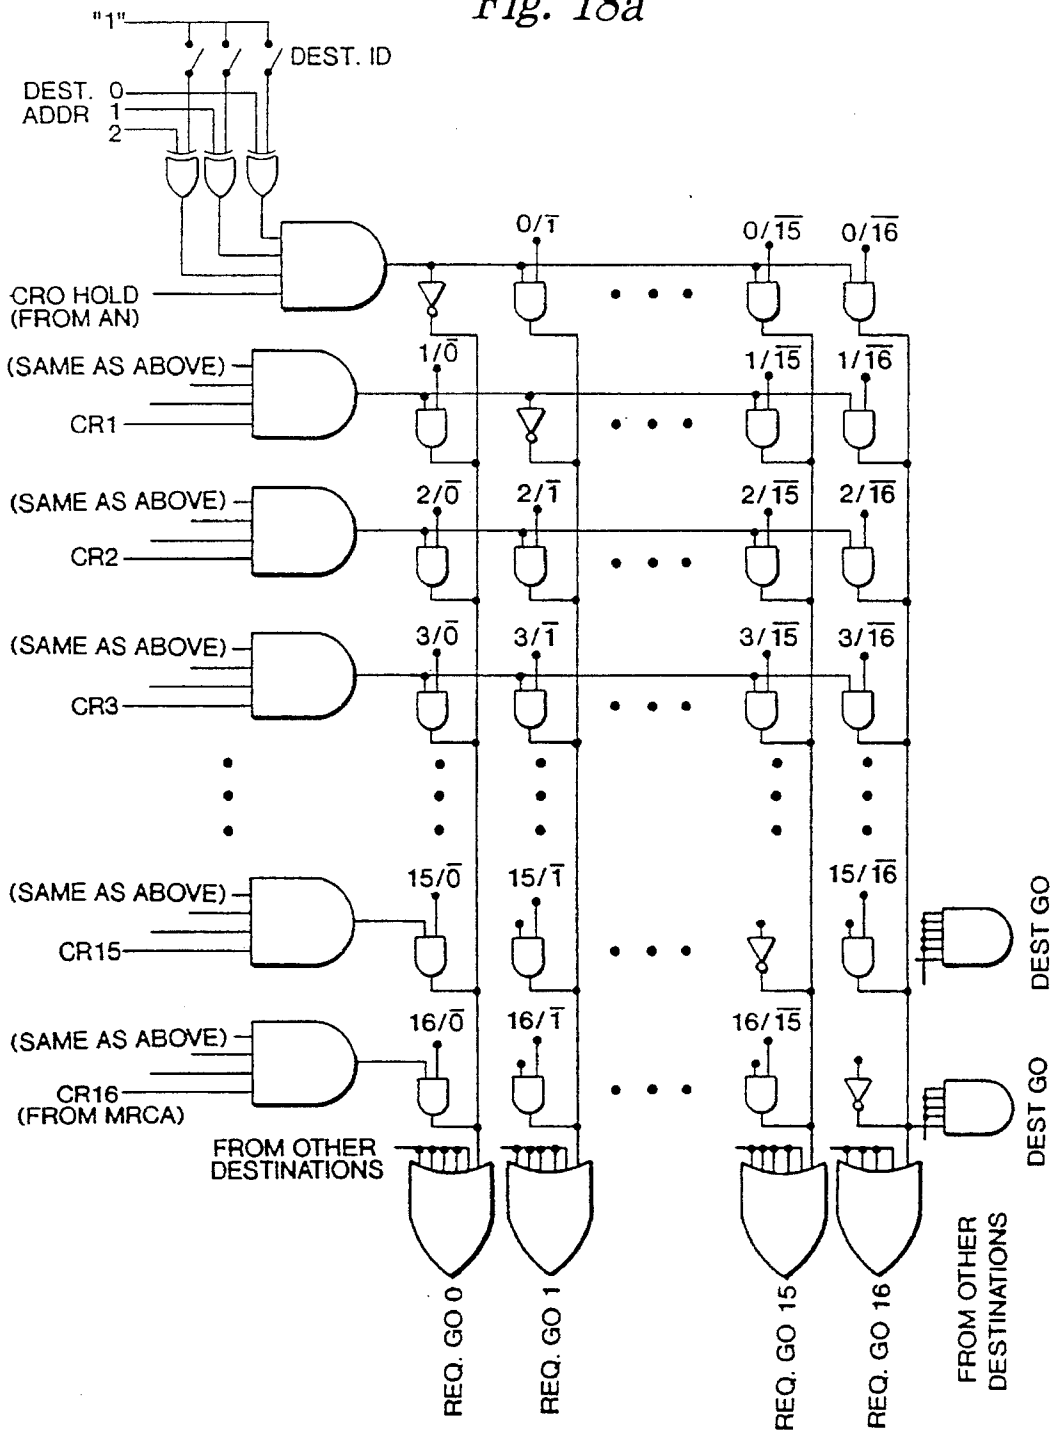 Fig. 18a
"1"
DEST. ID
DEST. 0
ADDR 1
2
0/1̅ 0/1̅5̅ 0/1̅6̅
CRO HOLD
(FROM AN)
(SAME AS ABOVE) 1/0̅ 1/1̅5̅ 1/1̅6̅
CR1
(SAME AS ABOVE) 2/0̅ 2/1̅ 2/1̅5̅ 2/1̅6̅
CR2
(SAME AS ABOVE) 3/0̅ 3/1̅ 3/1̅5̅ 3/1̅6̅
CR3
(SAME AS ABOVE) 15/0̅ 15/1̅ 15/1̅6̅
CR15
DEST GO
(SAME AS ABOVE) 16/0̅ 16/1̅ 16/1̅5̅
CR16
(FROM MRCA)
DEST GO
FROM OTHER
DESTINATIONS
REQ. GO 0
REQ. GO 1
REQ. GO 15
REQ. GO 16
FROM OTHER
DESTINATIONS